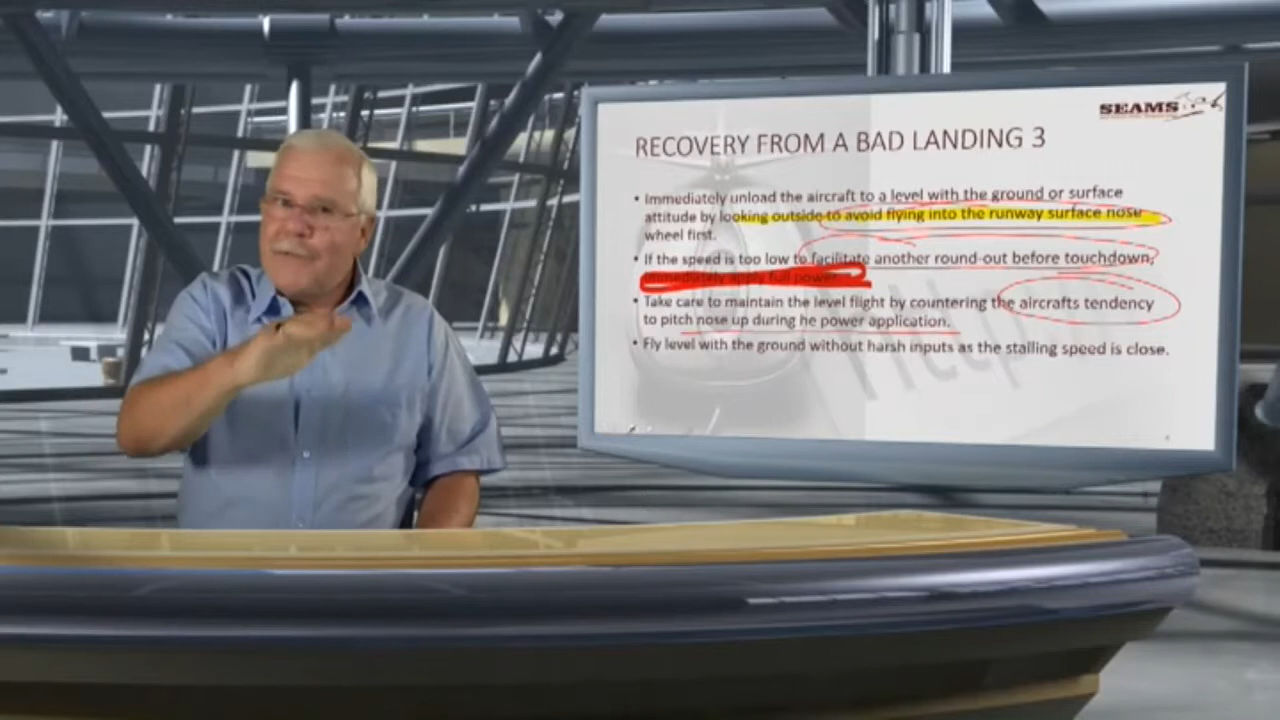 SEAMS
RECOVERY FROM A BAD LANDING 3
• Immediately unload the aircraft to a level with the ground or surface
attitude by looking outside to avoid flying into the runway surface nose
wheel first.
• If the speed is too low to facilitate another round-out before touchdown,
immediately apply full power.
• Take care to maintain the level flight by countering the aircrafts tendency
to pitch nose up during he power application.
• Fly level with the ground without harsh inputs as the stalling speed is close.